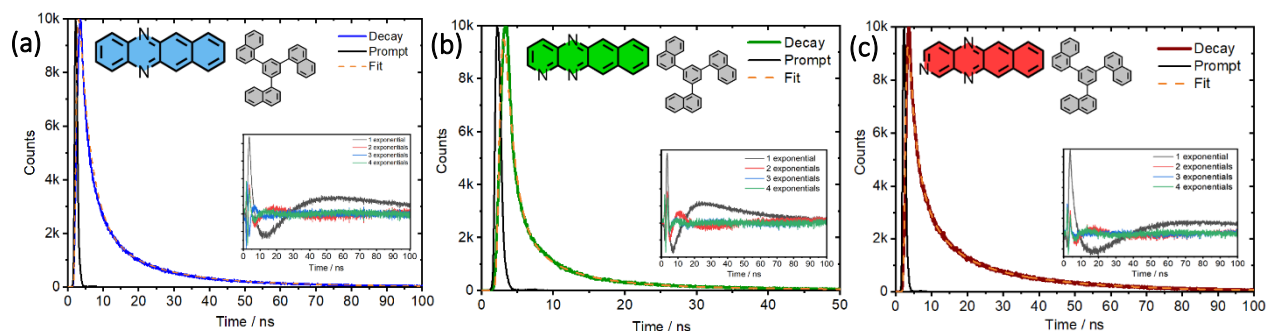 (a)
10k
8k
6k
4k
2k
0
Counts
0 10 20 30 40 50 60 70 80 90 100
Time / ns
N
N
Decay
Prompt
Fit
1 exponential
2 exponentials
3 exponentials
4 exponentials
0 10 20 30 40 50 60 70 80 90 100
Time / ns
(b)
10k
8k
6k
4k
2k
0
Counts
0 10 20 30 40 50
Time / ns
N
N
N
Decay
Prompt
Fit
1 exponential
2 exponentials
3 exponentials
4 exponentials
0 10 20 30 40 50 60 70 80 90 100
Time / ns
(c)
10k
8k
6k
4k
2k
0
Counts
0 10 20 30 40 50 60 70 80 90 100
Time / ns
N
N
N
Decay
Prompt
Fit
1 exponential
2 exponentials
3 exponentials
4 exponentials
0 10 20 30 40 50 60 70 80 90 100
Time / ns